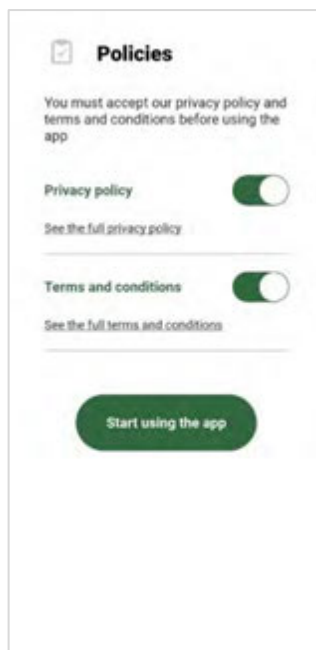 Policies
You must accept our privacy policy and
terms and conditions before using the
app
Privacy policy
See the full privacy policy
Terms and conditions
See the full terms and conditions
Start using the app